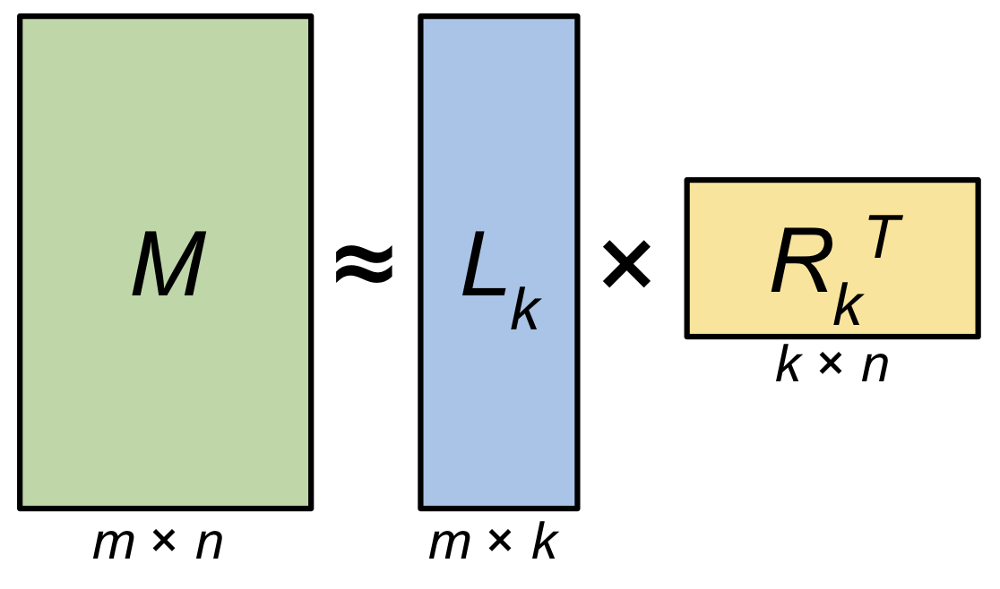 M ≈ L_k × R_k^T
m × n
m × k
k × n